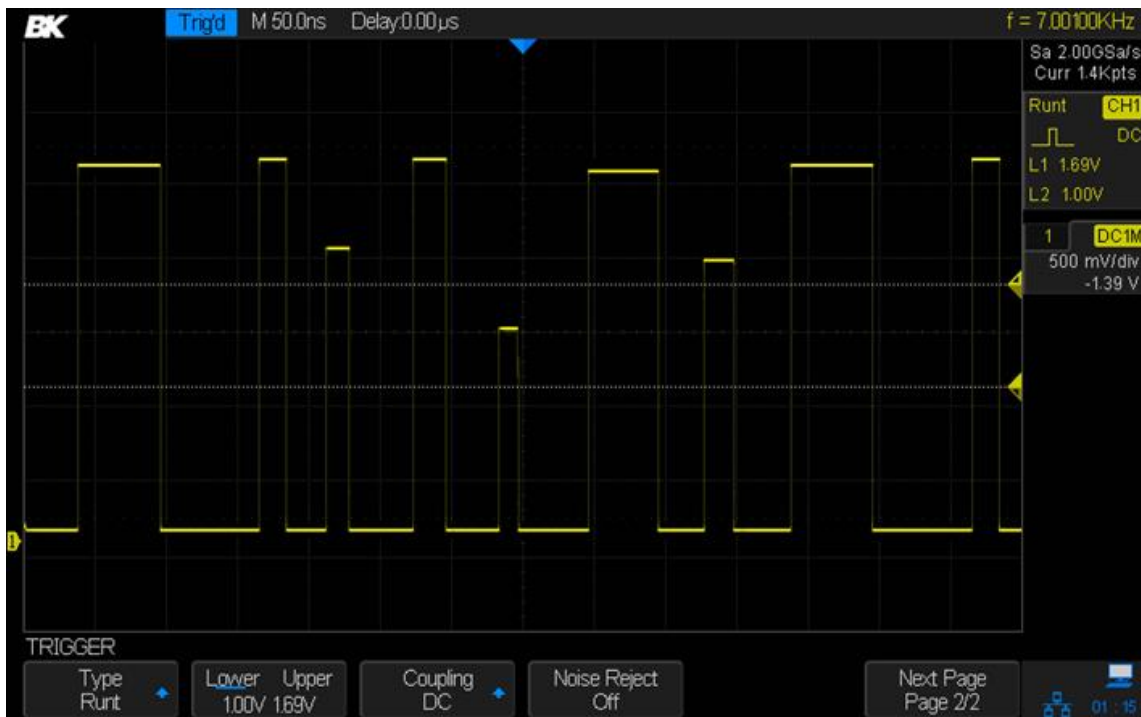 BK Trig'd M 50.0ns Delay:0.00µs f = 7.00100KHz
Sa 2.00GSa/s
Curr 1.4Kpts
Runt CH1
DC
L1 1.69V
L2 1.00V
1 DC1M
500 mV/div
-1.39 V
1
TRIGGER
Type
Runt
Lower Upper
1.00V 1.69V
Coupling
DC
Noise Reject
Off
Next Page
Page 2/2
01 : 15